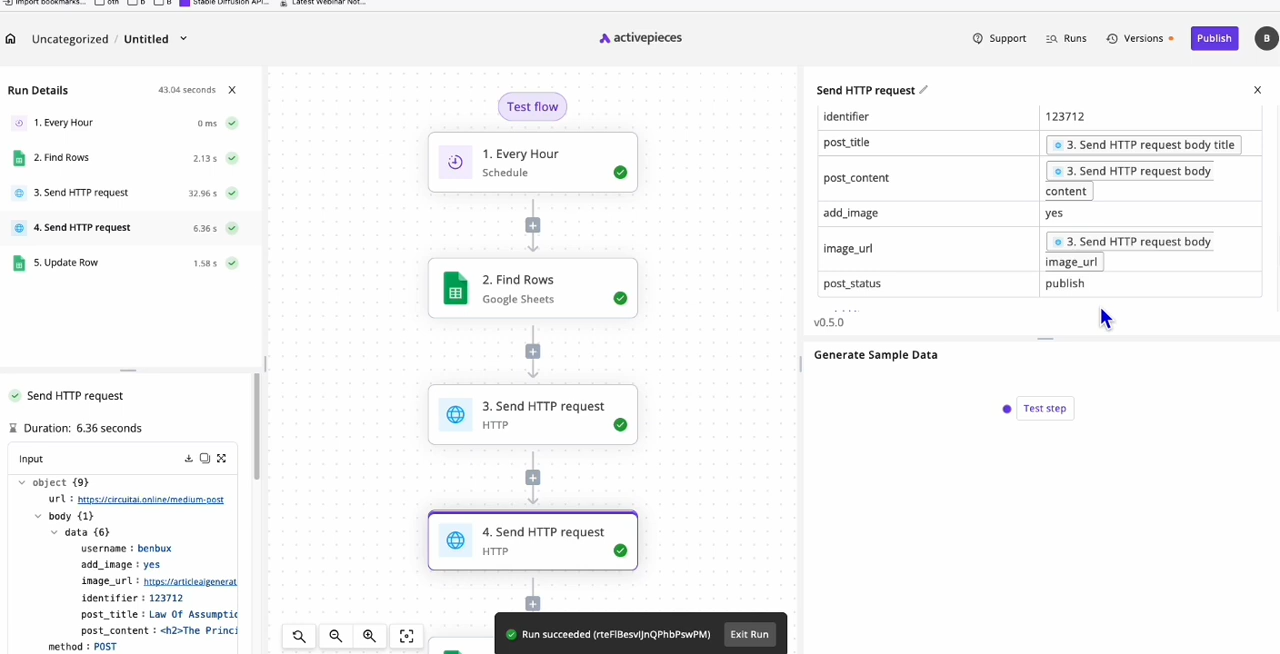 Import bookmarks...
oth
b
B
Stable Diffusion API...
Latest Webinar Not...
Uncategorized / Untitled
activepieces
Support
Runs
Versions
Publish
B
Run Details
43.04 seconds
X
1. Every Hour
0 ms
2. Find Rows
2.13 s
3. Send HTTP request
32.96 s
4. Send HTTP request
6.36 s
5. Update Row
1.58 s
Send HTTP request
Duration: 6.36 seconds
Input
object {9}
url : https://circuitai.online/medium-post
body {1}
data {6}
username : benbux
add_image : yes
image_url : https://articleaigenerat
identifier : 123712
post_title : Law Of Assumptio
post_content : <h2>The Princi
method : POST
Test flow
1. Every Hour
Schedule
2. Find Rows
Google Sheets
3. Send HTTP request
HTTP
4. Send HTTP request
HTTP
Run succeeded (rteFlBesvIJnQPhbPswPM)
Exit Run
Send HTTP request
X
identifier
123712
post_title
3. Send HTTP request body title
post_content
3. Send HTTP request body
content
add_image
yes
image_url
3. Send HTTP request body
image_url
post_status
publish
v0.5.0
Generate Sample Data
Test step